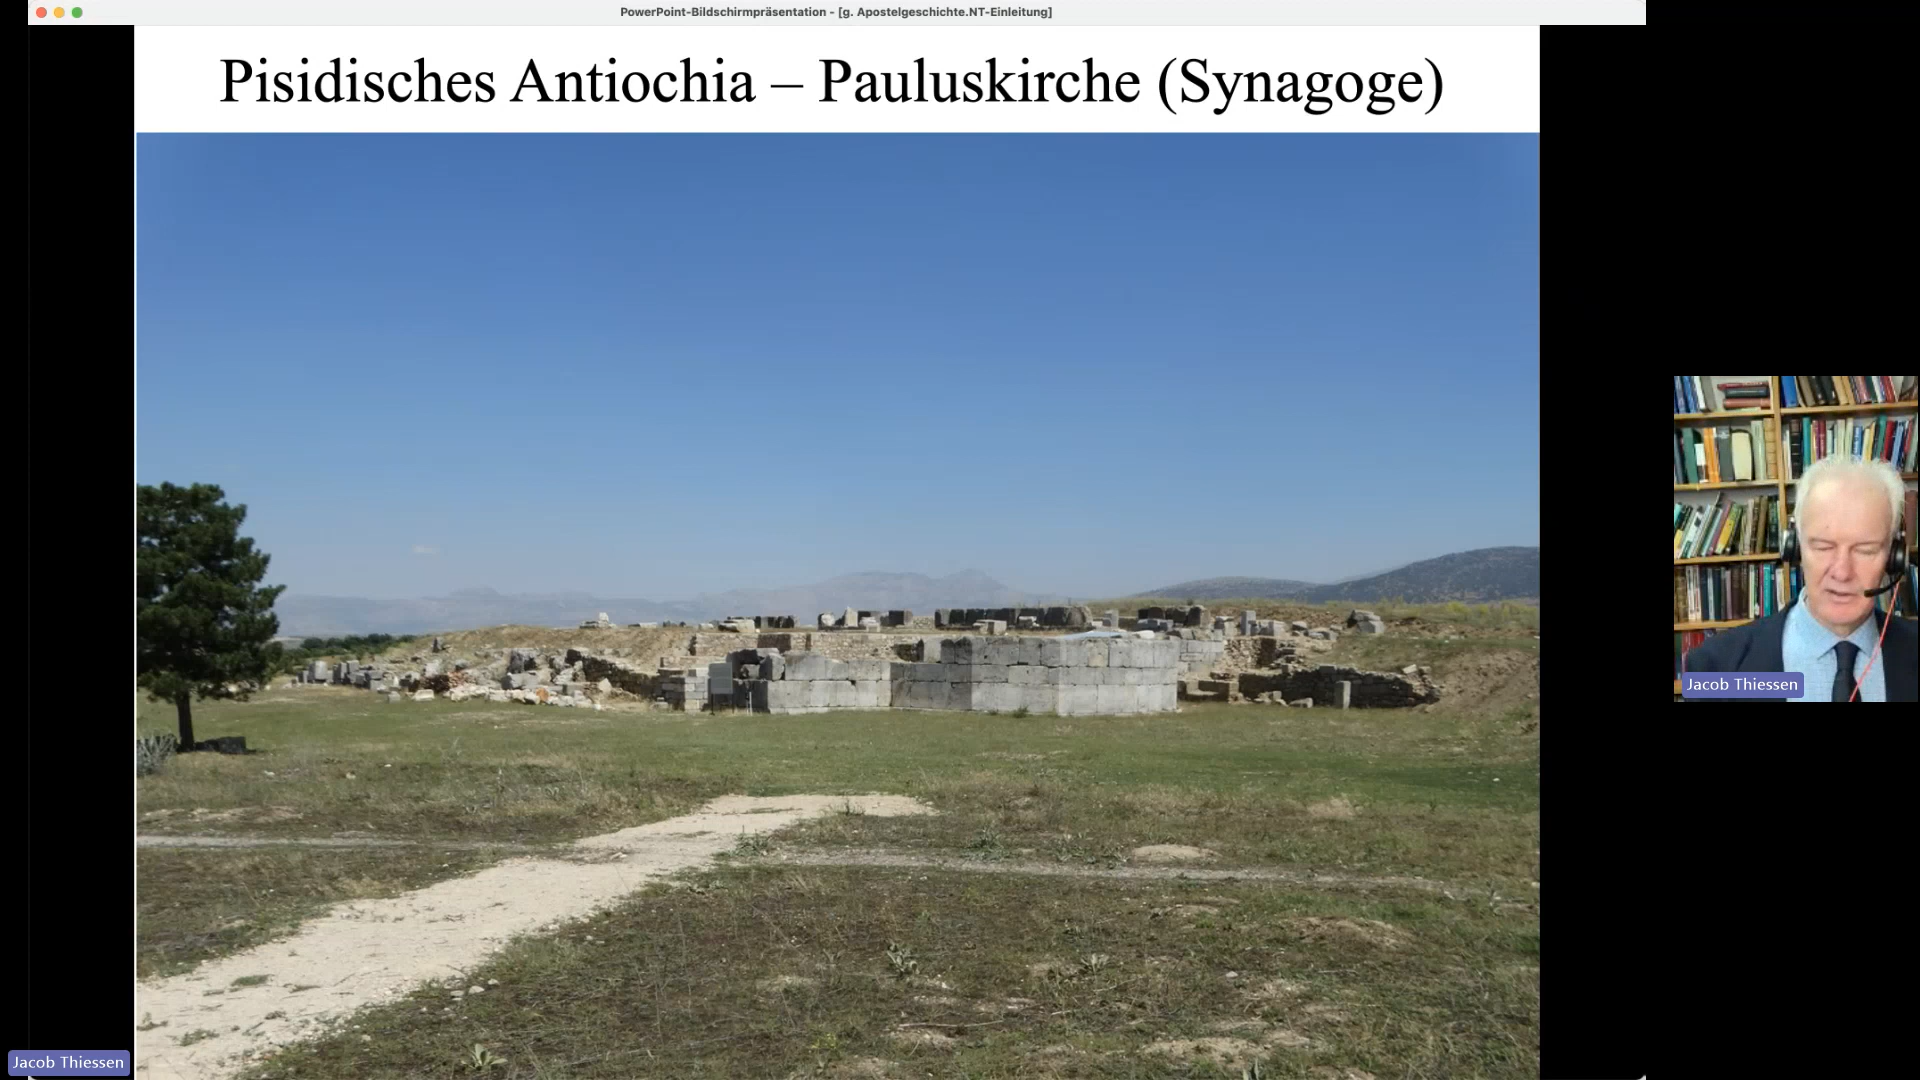 PowerPoint-Bildschirmpräsentation - [g. Apostelgeschichte.NT-Einleitung]
Pisidisches Antiochia – Pauluskirche (Synagoge)
Jacob Thiessen
Jacob Thiessen